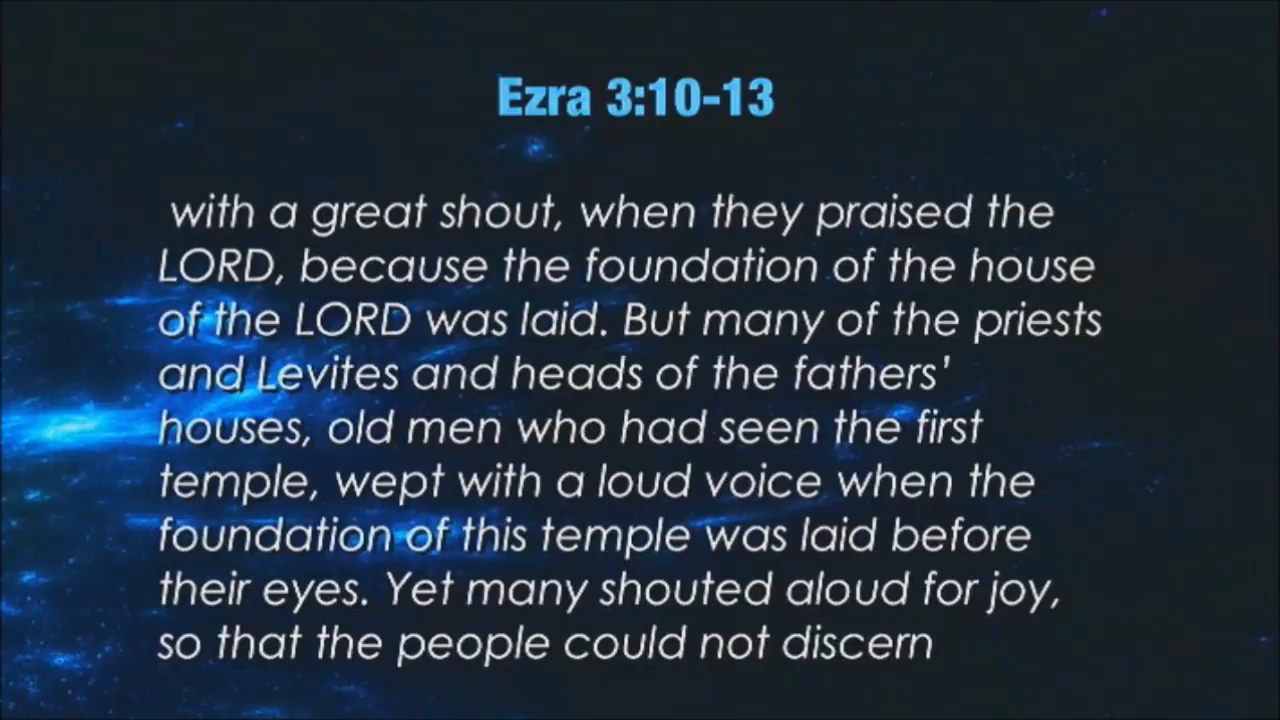 Ezra 3:10-13
with a great shout, when they praised the
LORD, because the foundation of the house
of the LORD was laid. But many of the priests
and Levites and heads of the fathers'
houses, old men who had seen the first
temple, wept with a loud voice when the
foundation of this temple was laid before
their eyes. Yet many shouted aloud for joy,
so that the people could not discern